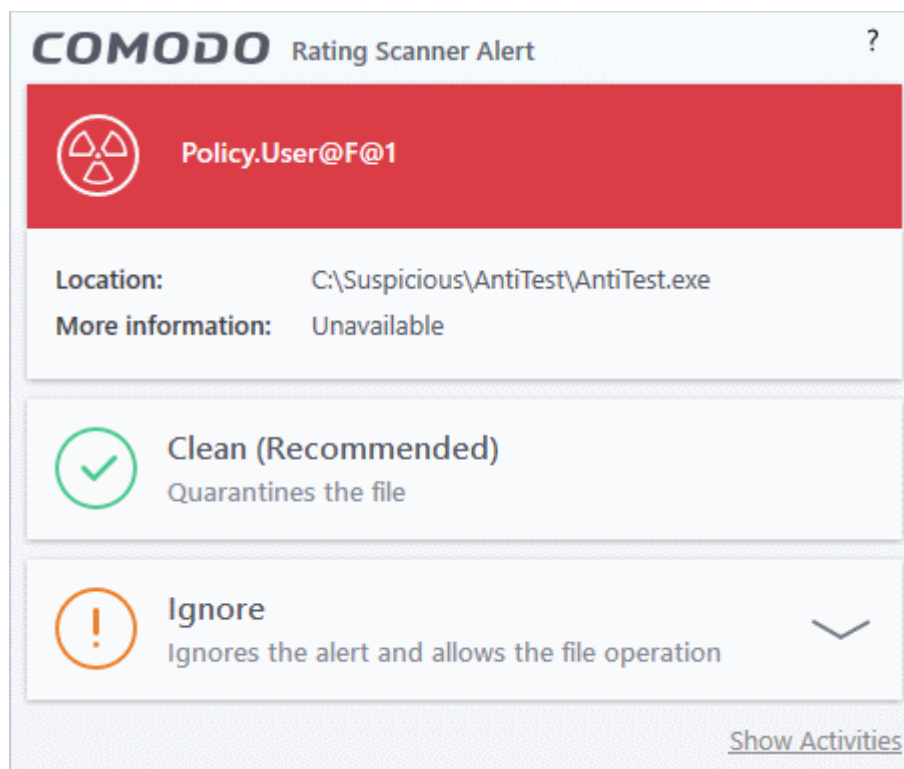 COMODO Rating Scanner Alert ?
Policy.User@F@1
Location: C:\Suspicious\AntiTest\AntiTest.exe
More information: Unavailable
Clean (Recommended)
Quarantines the file
Ignore
Ignores the alert and allows the file operation
Show Activities